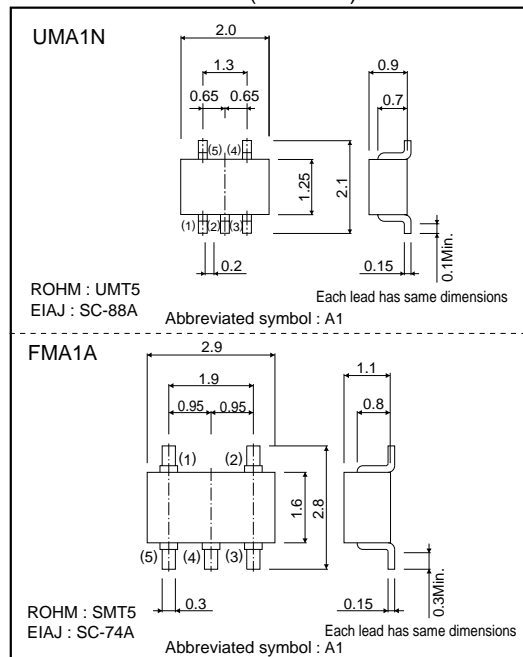 UMA1N
2.0
1.3
0.65 0.65
0.9
0.7
(5) (4)
1.25
2.1
(1) (2) (3)
0.2
0.15
0.1Min.
ROHM : UMT5
EIAJ : SC-88A
Each lead has same dimensions
Abbreviated symbol : A1
FMA1A
2.9
1.9
0.95 0.95
1.1
0.8
(1) (2)
1.6
2.8
(5) (4) (3)
0.3
0.15
0.3Min.
ROHM : SMT5
EIAJ : SC-74A
Each lead has same dimensions
Abbreviated symbol : A1